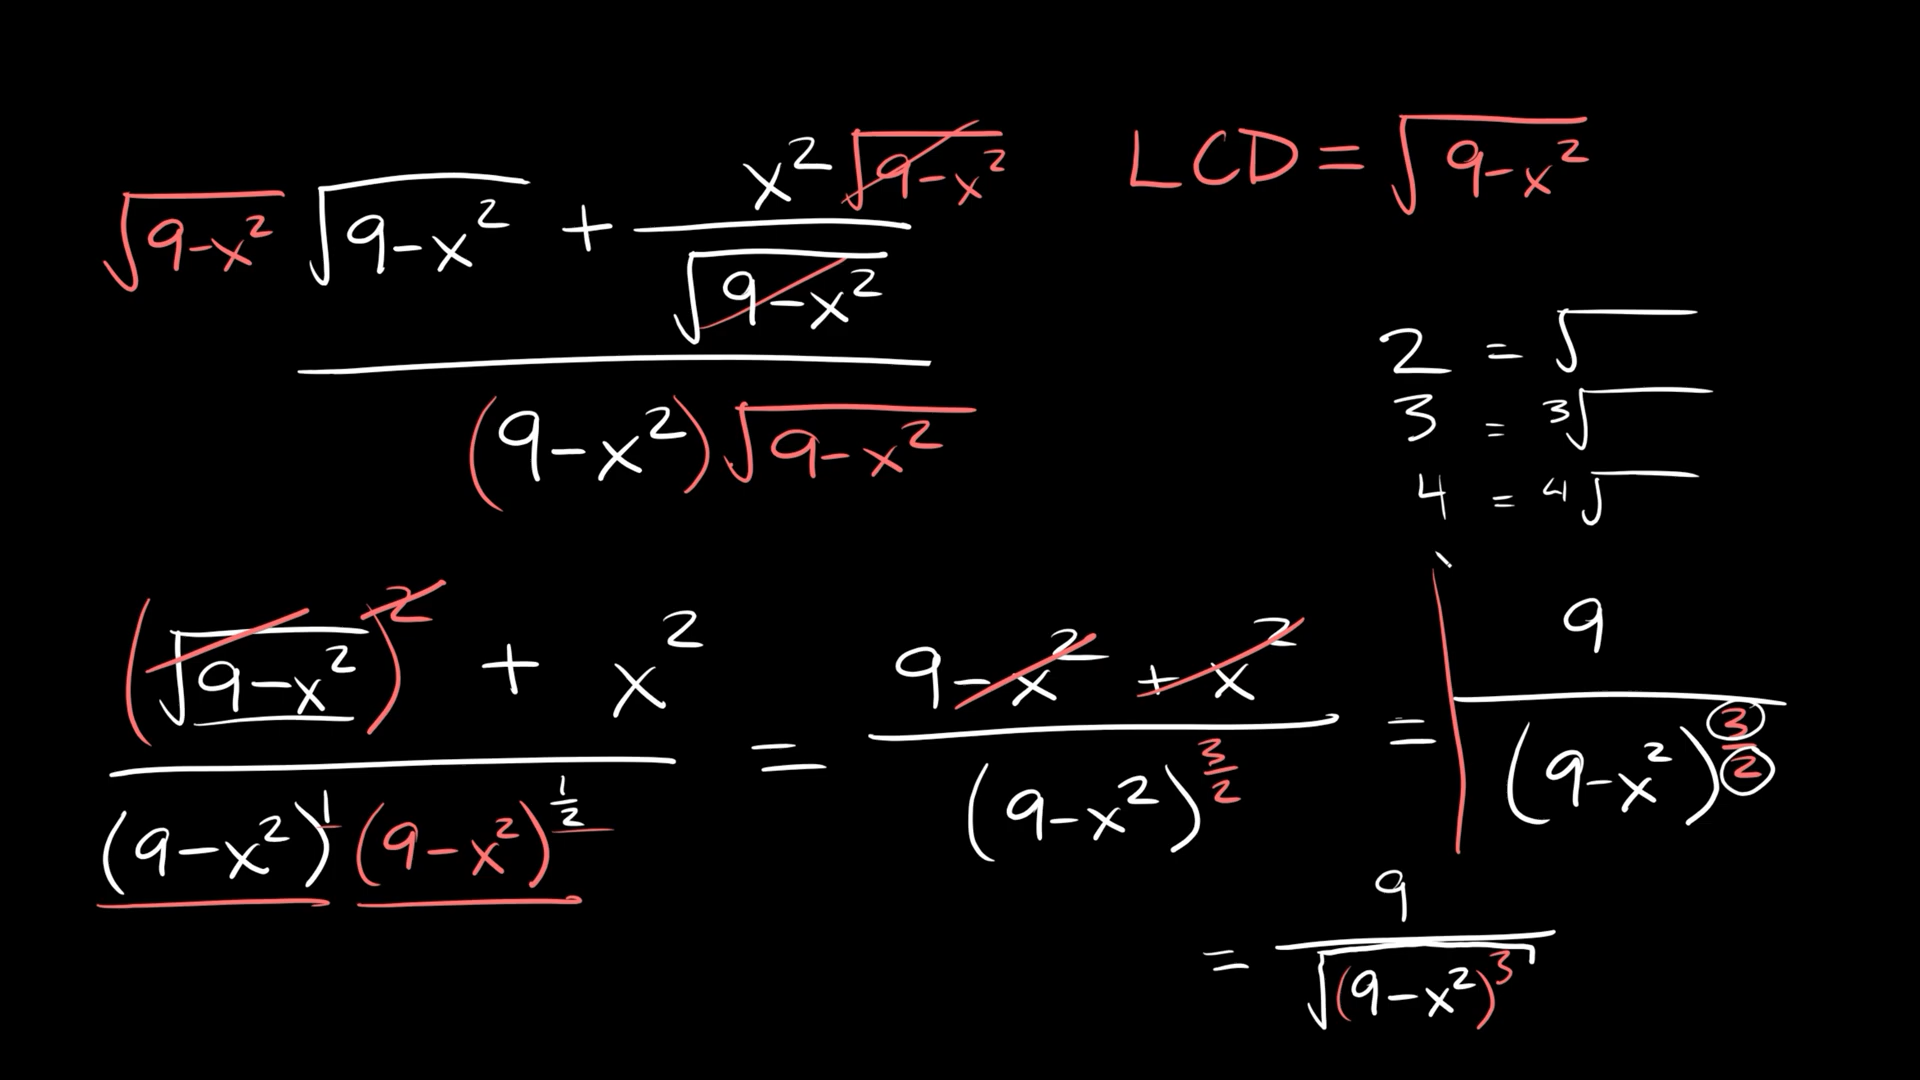 √(9-x²) √(9-x²) + x² √(9-x²) / √(9-x²)
(9-x²) √(9-x²)
LCD = √(9-x²)
2 = √
3 = ³√
4 = ⁴√
(√(9-x²))² + x² / (9-x²)¹ (9-x²)^(1/2) = 9 - x² + x² / (9-x²)^(3/2) = 9 / (9-x²)^(3/2)
= 9 / √((9-x²)³)